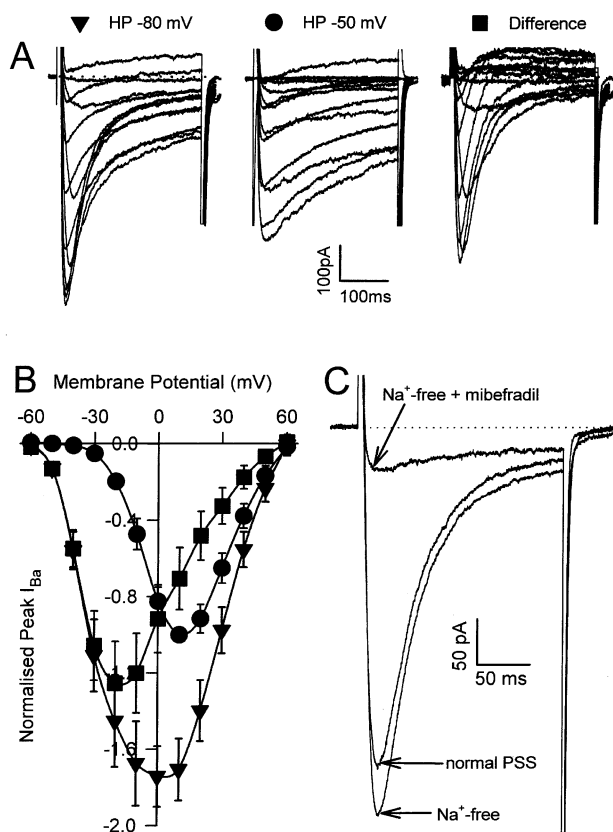 HP -80 mV HP -50 mV Difference
A
100pA
100ms
B
Membrane Potential (mV)
-60 -30 0 30 60
0.0
-0.4
-0.8
-1.2
-1.6
-2.0
Normalised Peak I Ba
C
Na+-free + mibefradil
50 pA
50 ms
normal PSS
Na+-free